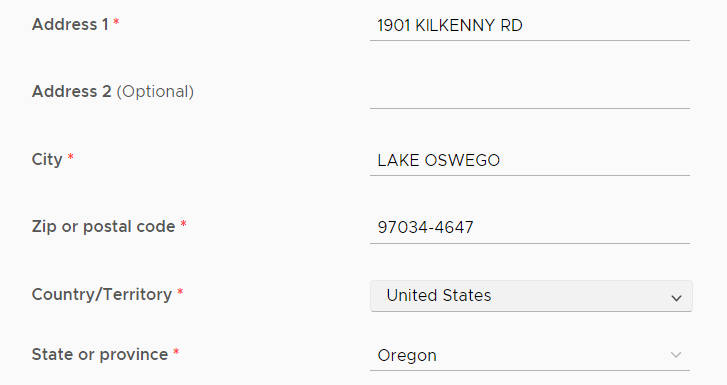 Address 1 * 1901 KILKENNY RD
Address 2 (Optional)
City * LAKE OSWEGO
Zip or postal code * 97034-4647
Country/Territory * United States
State or province * Oregon